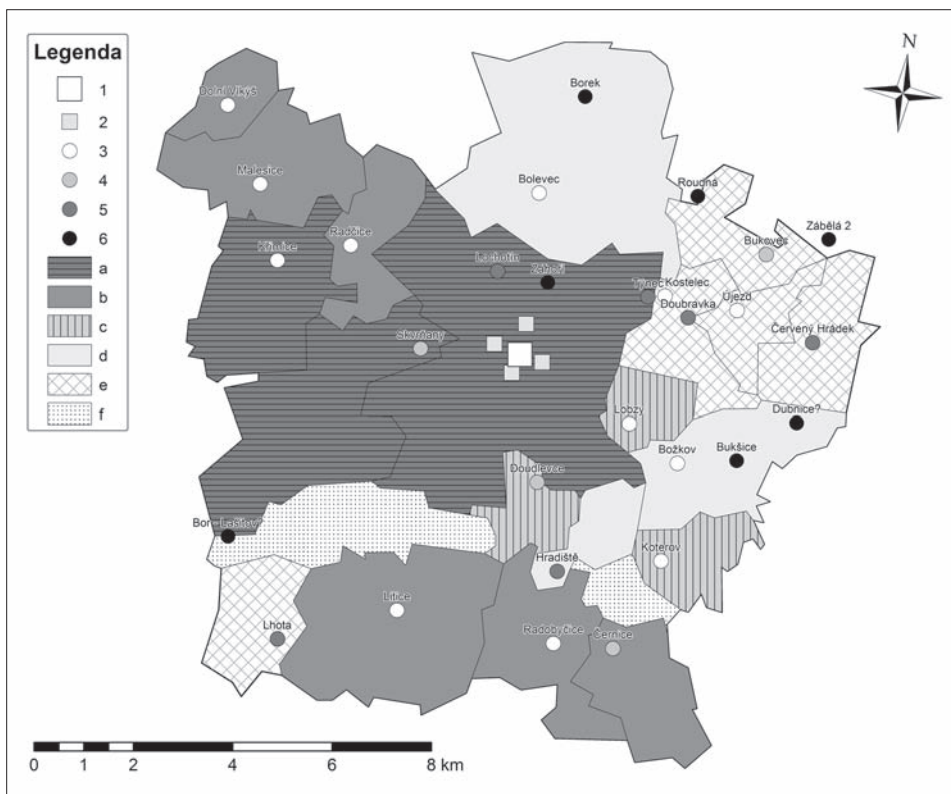 Legenda
1
2
3
4
5
6
a
b
c
d
e
f
N
Dolní Vlkýš
Borek
Malesice
Bolevec
Roudná
Radčice
Zábělá 2
Křimice
Bukovec
Lochotín
Záhoří
Týnec
Kostelec
Újezd
Doubravka
Skvrňany
Červený Hrádek
Lobzy
Dubnice?
Božkov
Bukšice
Doudlevce
Koterov
Hradiště
Litice
Lhota
Radobyčice
Černice
0 1 2 4 6 8 km